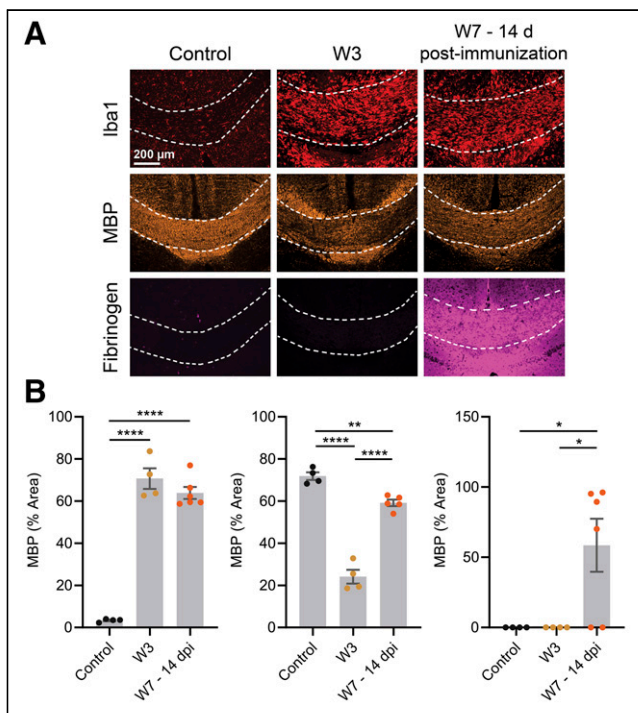 A
Control
W3
W7 - 14 d
post-immunization
Iba1
200 µm
MBP
Fibrinogen
B
MBP (% Area)
100
80
60
40
20
0
****
****
Control
W3
W7 - 14 dpi
MBP (% Area)
100
80
60
40
20
0
**
****
****
Control
W3
W7 - 14 dpi
MBP (% Area)
150
100
50
0
*
*
Control
W3
W7 - 14 dpi